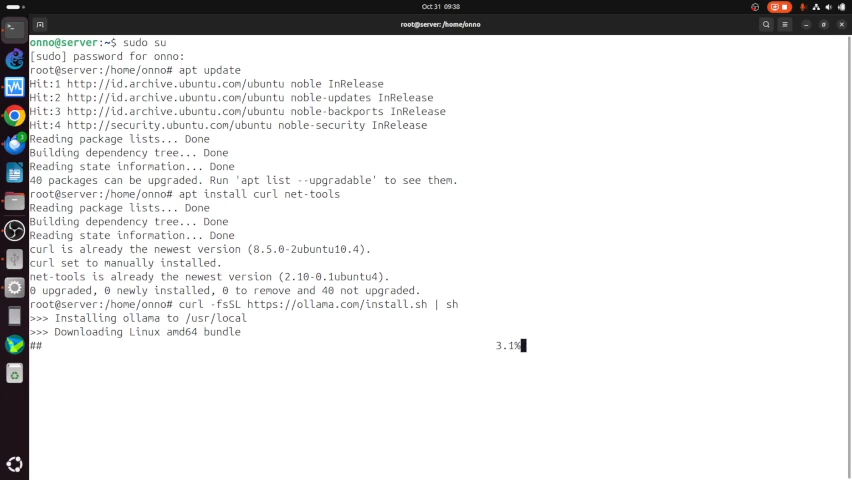 Oct 31 09:38
root@server: /home/onno
onno@server:~$ sudo su
[sudo] password for onno:
root@server:/home/onno# apt update
Hit:1 http://id.archive.ubuntu.com/ubuntu noble InRelease
Hit:2 http://id.archive.ubuntu.com/ubuntu noble-updates InRelease
Hit:3 http://id.archive.ubuntu.com/ubuntu noble-backports InRelease
Hit:4 http://security.ubuntu.com/ubuntu noble-security InRelease
Reading package lists... Done
Building dependency tree... Done
Reading state information... Done
40 packages can be upgraded. Run 'apt list --upgradable' to see them.
root@server:/home/onno# apt install curl net-tools
Reading package lists... Done
Building dependency tree... Done
Reading state information... Done
curl is already the newest version (8.5.0-2ubuntu10.4).
curl set to manually installed.
net-tools is already the newest version (2.10-0.1ubuntu4).
0 upgraded, 0 newly installed, 0 to remove and 40 not upgraded.
root@server:/home/onno# curl -fsSL https://ollama.com/install.sh | sh
>>> Installing ollama to /usr/local
>>> Downloading Linux amd64 bundle
## 3.1%